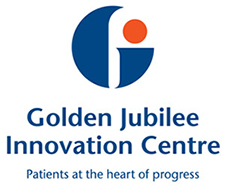 Golden Jubilee
Innovation Centre
Patients at the heart of progress